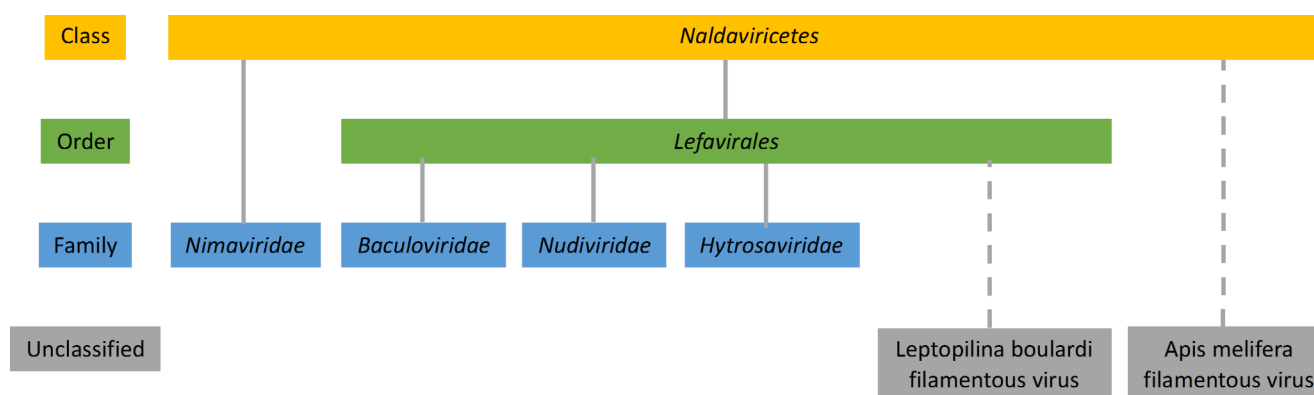 Class
Naldaviricetes
Order
Lefavirales
Family
Nimaviridae
Baculoviridae
Nudiviridae
Hytrosaviridae
Unclassified
Leptopilina boulardi
filamentous virus
Apis melifera
filamentous virus